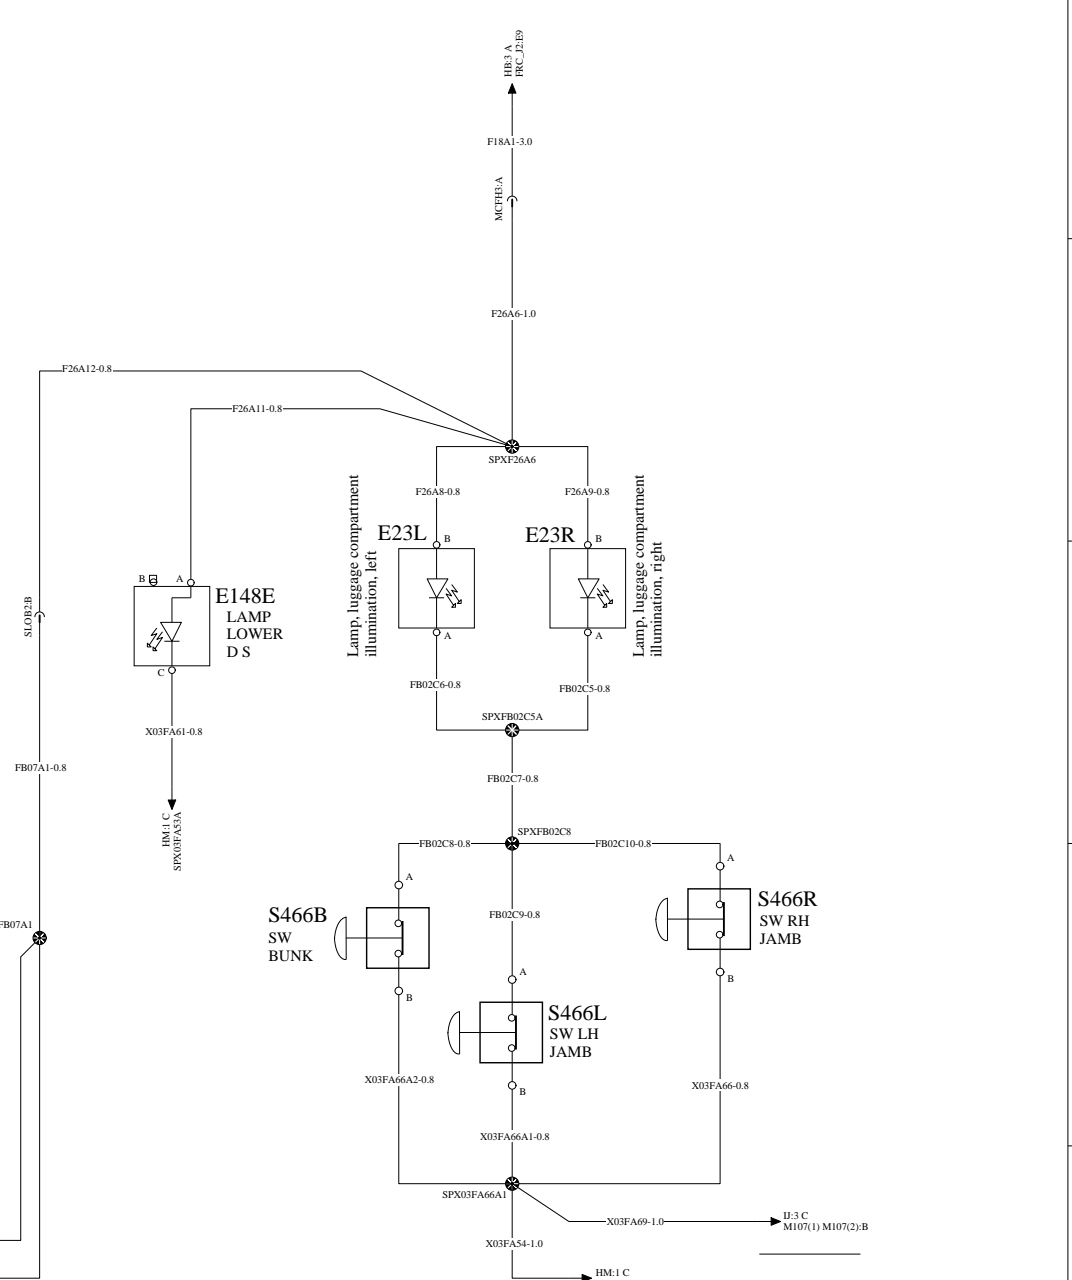 HB:3 A
FRC_J2:E9
F18A1-3.0
MCFH3:A
F26A6-1.0
F26A12-0.8
F26A11-0.8
SPXF26A6
F26A8-0.8
F26A9-0.8
Lamp, luggage compartment
illumination, left
E23L
B
A
E23R
B
A
Lamp, luggage compartment
illumination, right
SLOB2:B
B
A
E148E
LAMP
LOWER
D S
C
FB02C6-0.8
FB02C5-0.8
SPXFB02C5A
X03FA61-0.8
FB07A1-0.8
FB02C7-0.8
HM:1 C
SPX03FA53A
SPXFB02C8
FB02C8-0.8
FB02C10-0.8
A
A
S466B
SW
BUNK
FB02C9-0.8
S466R
SW RH
JAMB
FB07A1
A
B
B
S466L
SW LH
JAMB
B
X03FA66A2-0.8
X03FA66-0.8
X03FA66A1-0.8
SPX03FA66A1
X03FA69-1.0
IJ:3 C
M107(1) M107(2):B
X03FA54-1.0
HM:1 C